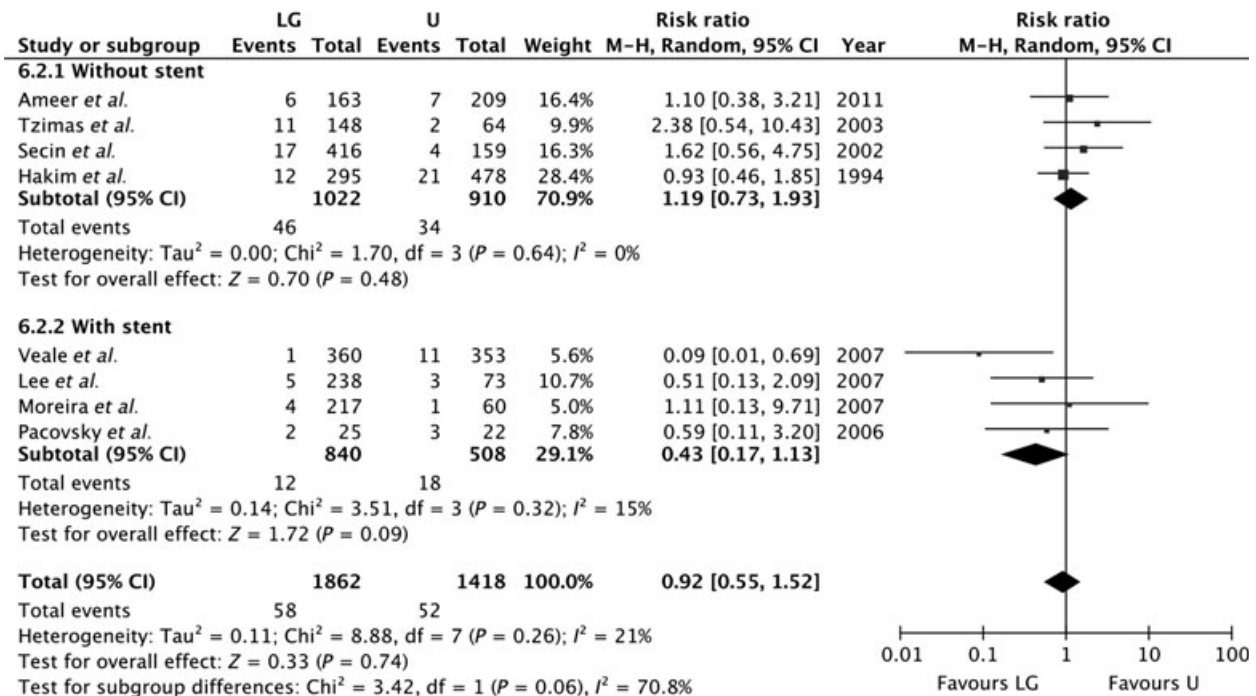 LG U Risk ratio Risk ratio
Study or subgroup Events Total Events Total Weight M–H, Random, 95% CI Year M–H, Random, 95% CI
6.2.1 Without stent
Ameer et al. 6 163 7 209 16.4% 1.10 [0.38, 3.21] 2011
Tzimas et al. 11 148 2 64 9.9% 2.38 [0.54, 10.43] 2003
Secin et al. 17 416 4 159 16.3% 1.62 [0.56, 4.75] 2002
Hakim et al. 12 295 21 478 28.4% 0.93 [0.46, 1.85] 1994
Subtotal (95% CI) 1022 910 70.9% 1.19 [0.73, 1.93]
Total events 46 34
Heterogeneity: Tau² = 0.00; Chi² = 1.70, df = 3 (P = 0.64); I² = 0%
Test for overall effect: Z = 0.70 (P = 0.48)
6.2.2 With stent
Veale et al. 1 360 11 353 5.6% 0.09 [0.01, 0.69] 2007
Lee et al. 5 238 3 73 10.7% 0.51 [0.13, 2.09] 2007
Moreira et al. 4 217 1 60 5.0% 1.11 [0.13, 9.71] 2007
Pacovsky et al. 2 25 3 22 7.8% 0.59 [0.11, 3.20] 2006
Subtotal (95% CI) 840 508 29.1% 0.43 [0.17, 1.13]
Total events 12 18
Heterogeneity: Tau² = 0.14; Chi² = 3.51, df = 3 (P = 0.32); I² = 15%
Test for overall effect: Z = 1.72 (P = 0.09)
Total (95% CI) 1862 1418 100.0% 0.92 [0.55, 1.52]
Total events 58 52
Heterogeneity: Tau² = 0.11; Chi² = 8.88, df = 7 (P = 0.26); I² = 21%
Test for overall effect: Z = 0.33 (P = 0.74)
0.01 0.1 1 10 100
Test for subgroup differences: Chi² = 3.42, df = 1 (P = 0.06), I² = 70.8%
Favours LG Favours U